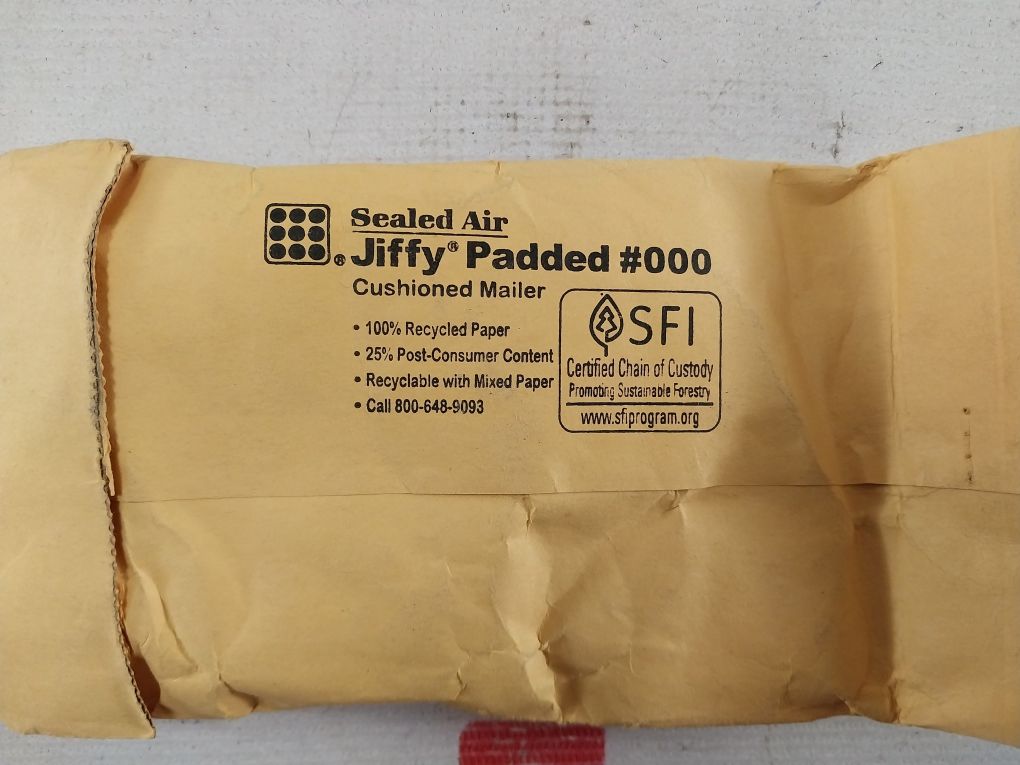 Sealed Air
® Jiffy® Padded #000
Cushioned Mailer
• 100% Recycled Paper
• 25% Post-Consumer Content
• Recyclable with Mixed Paper
• Call 800-648-9093
SFI
Certified Chain of Custody
Promoting Sustainable Forestry
www.sfiprogram.org